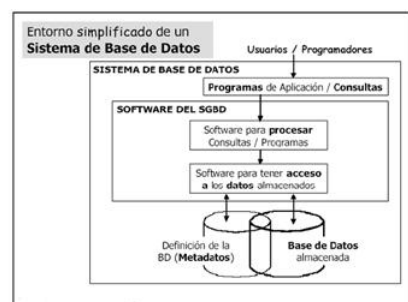 Entorno simplificado de un
Sistema de Base de Datos
Usuarios / Programadores
SISTEMA DE BASE DE DATOS
Programas de Aplicación / Consultas
SOFTWARE DEL SGBD
Software para procesar
Consultas / Programas
Software para tener acceso
a los datos almacenados
Definición de la
BD (Metadatos)
Base de Datos
almacenada